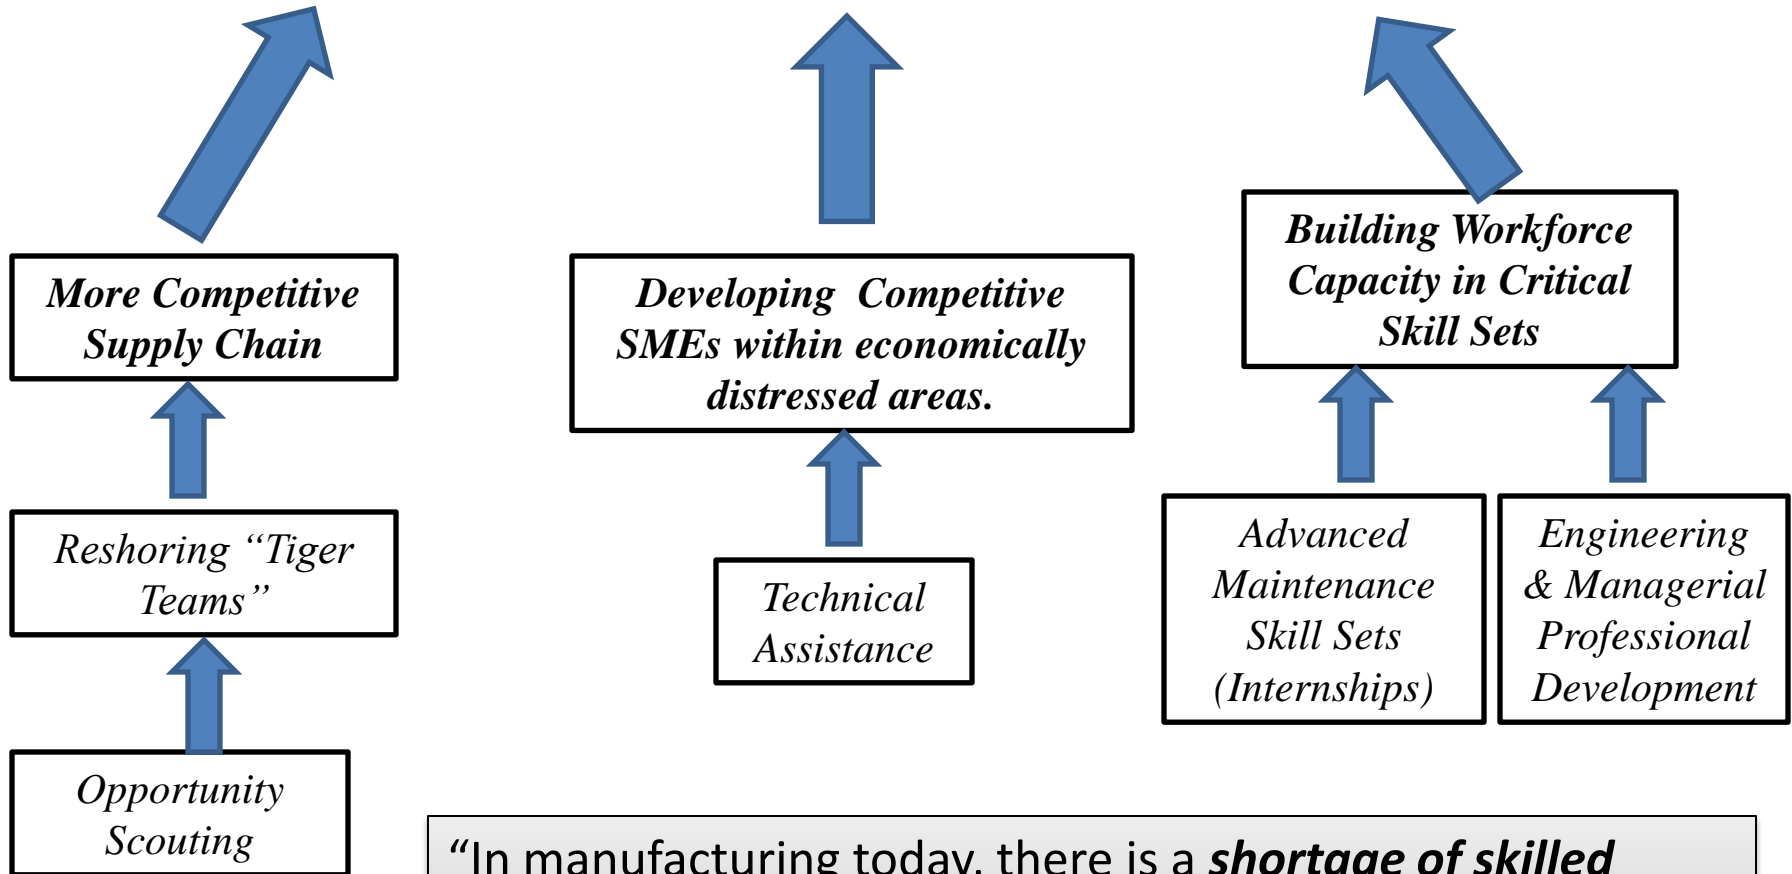 More Competitive
Supply Chain
Developing  Competitive
SMEs within economically
distressed areas.
Building Workforce
Capacity in Critical
Skill Sets
Reshoring “Tiger
Teams”
Technical
Assistance
Advanced
Maintenance
Skill Sets
(Internships)
Engineering
& Managerial
Professional
Development
Opportunity
Scouting
“In manufacturing today, there is a shortage of skilled